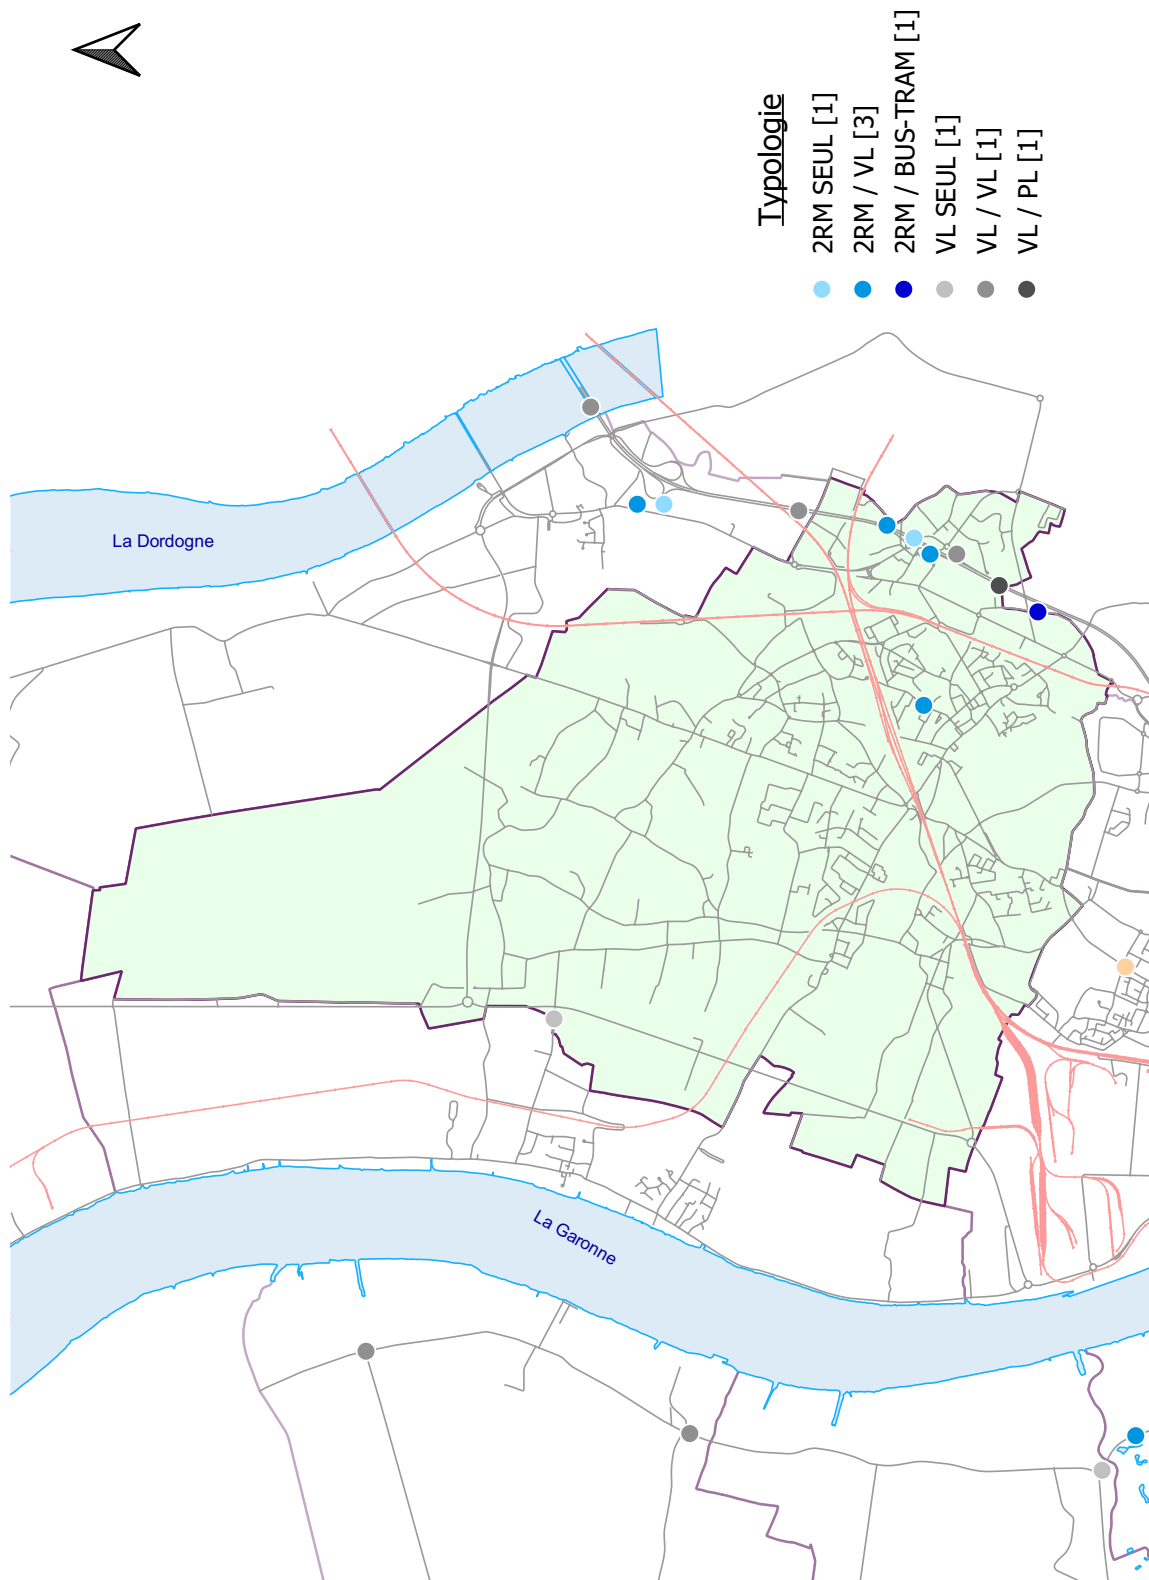 Typologie
2RM SEUL [1]
2RM / VL [3]
2RM / BUS-TRAM [1]
VL SEUL [1]
VL / VL [1]
VL / PL [1]
La Dordogne
La Garonne